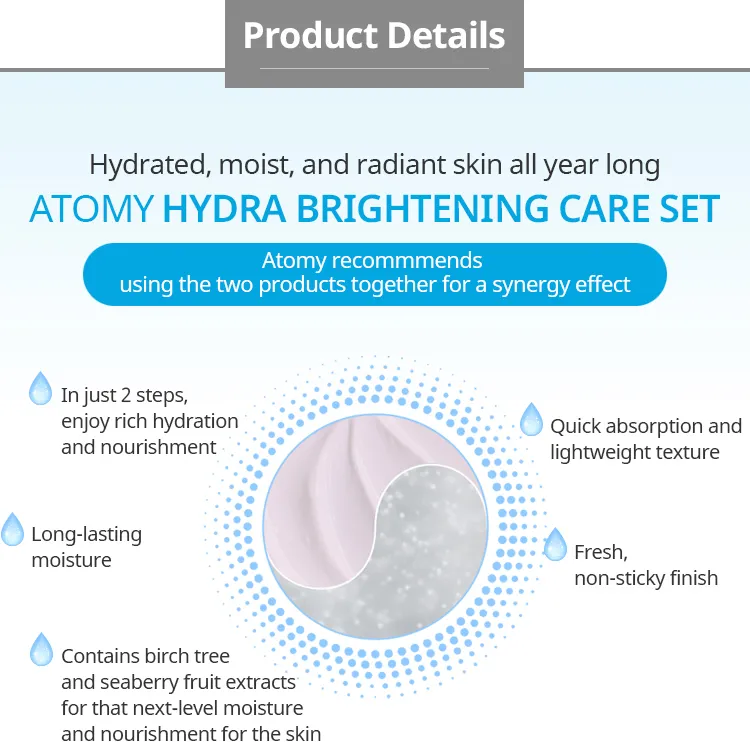 Product Details
Hydrated, moist, and radiant skin all year long
ATOMY HYDRA BRIGHTENING CARE SET
Atomy recommmends
using the two products together for a synergy effect
In just 2 steps,
enjoy rich hydration
and nourishment
Quick absorption and
lightweight texture
Long-lasting
moisture
Fresh,
non-sticky finish
Contains birch tree
and seaberry fruit extracts
for that next-level moisture
and nourishment for the skin